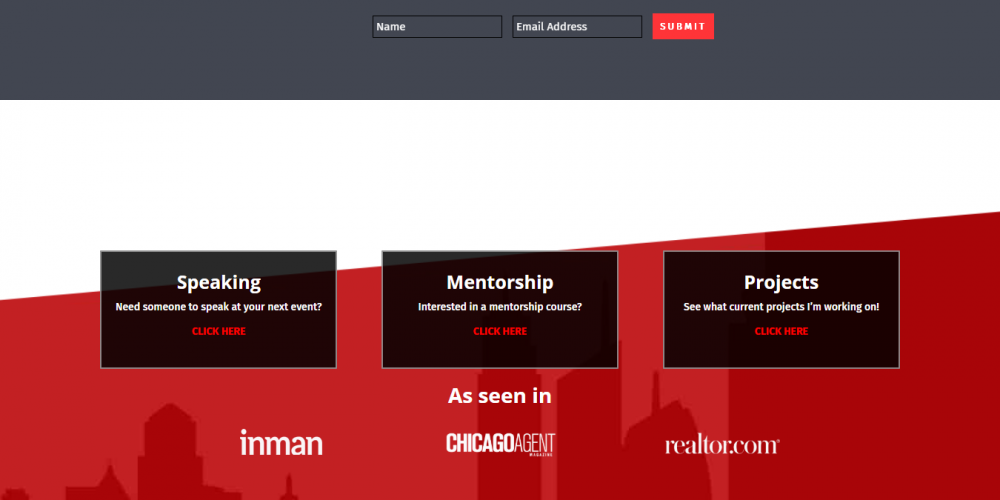 Name
Email Address
SUBMIT
Speaking
Need someone to speak at your next event?
CLICK HERE
Mentorship
Interested in a mentorship course?
CLICK HERE
Projects
See what current projects I'm working on!
CLICK HERE
As seen in
inman
CHICAGOAGENT
MAGAZINE
realtor.com®